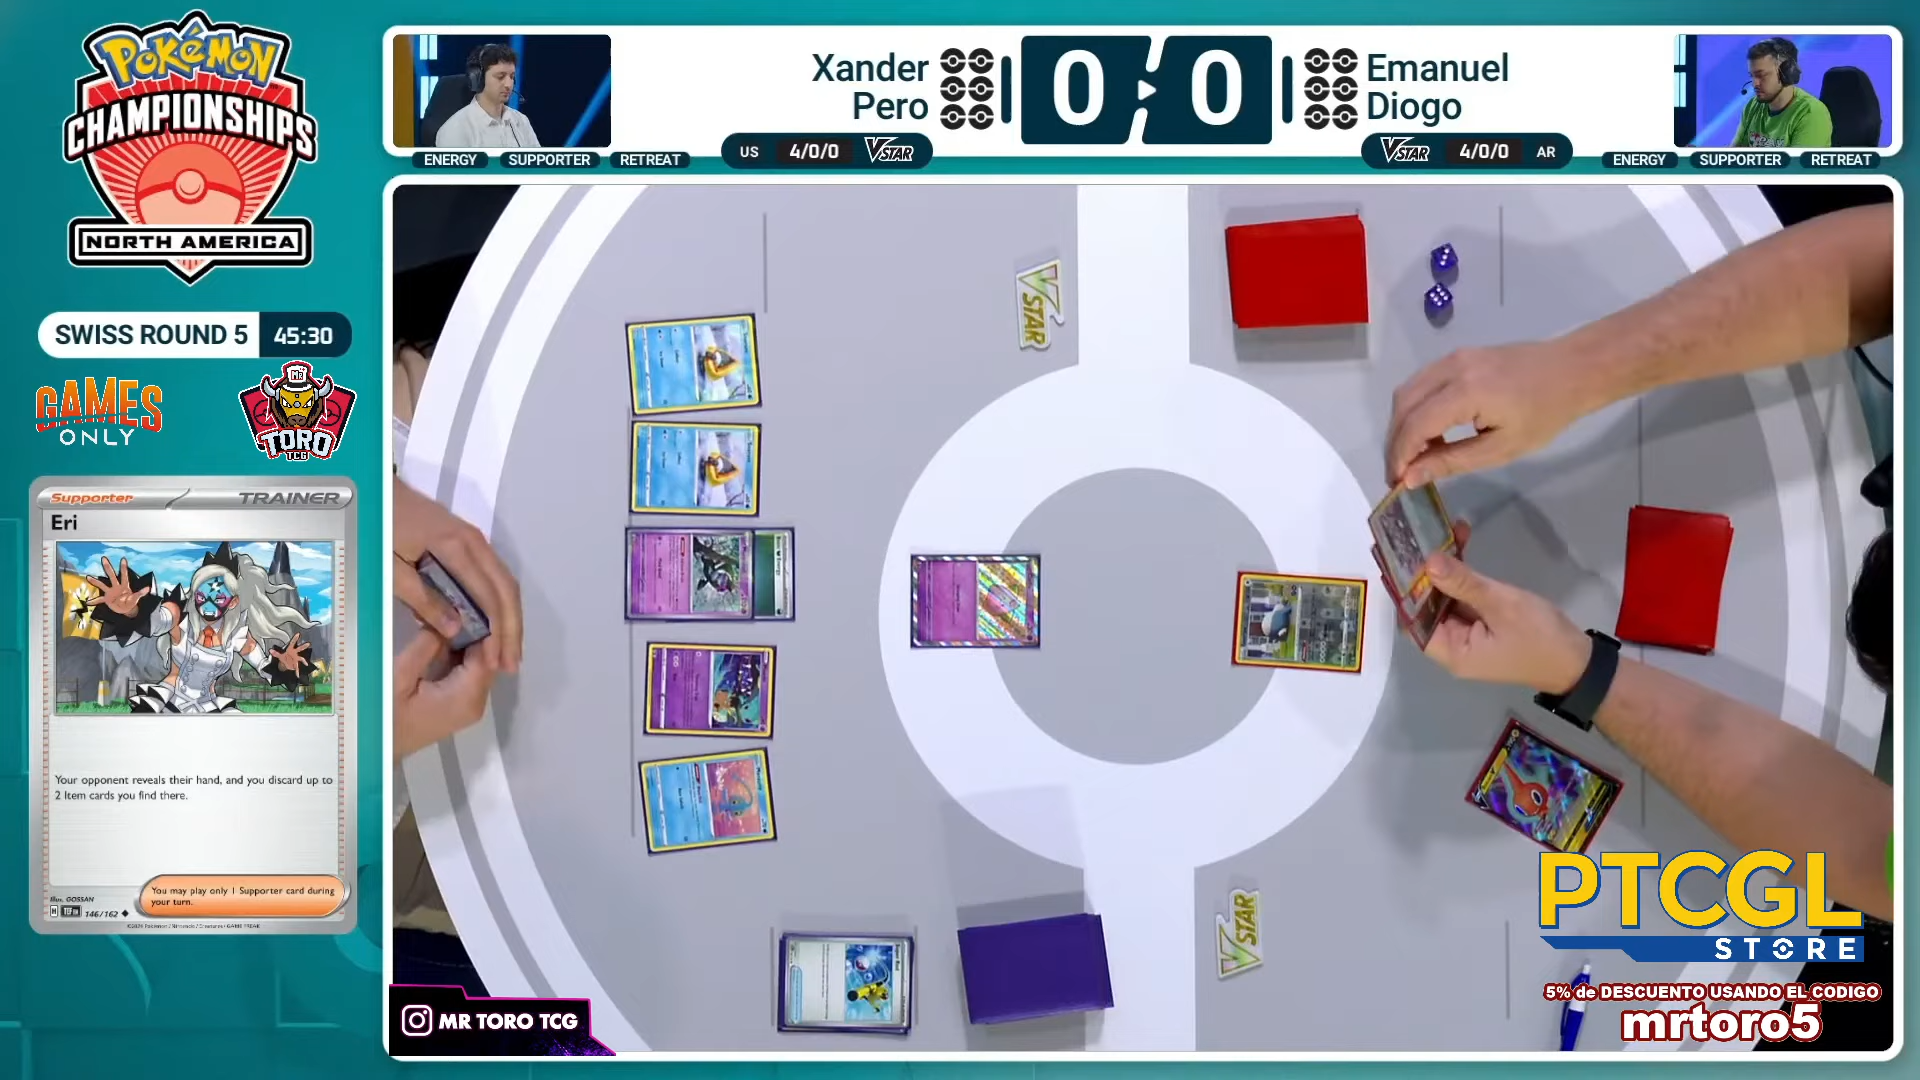 Pokémon
CHAMPIONSHIPS
NORTH AMERICA
SWISS ROUND 5
45:30
GAMES
ONLY
MR
TORO
TCG
Supporter
TRAINER
Eri
Your opponent reveals their hand, and you discard up to
2 Item cards you find there.
You may play only 1 Supporter card during
your turn.
Illus. GOSSAN
146/162
Xander
Pero
0
0
Emanuel
Diogo
ENERGY
SUPPORTER
RETREAT
US
4/0/0
VSTAR
VSTAR
4/0/0
AR
ENERGY
SUPPORTER
RETREAT
VSTAR
VSTAR
MR TORO TCG
PTCGL
STORE
5% de DESCUENTO USANDO EL CODIGO
mrtoro5